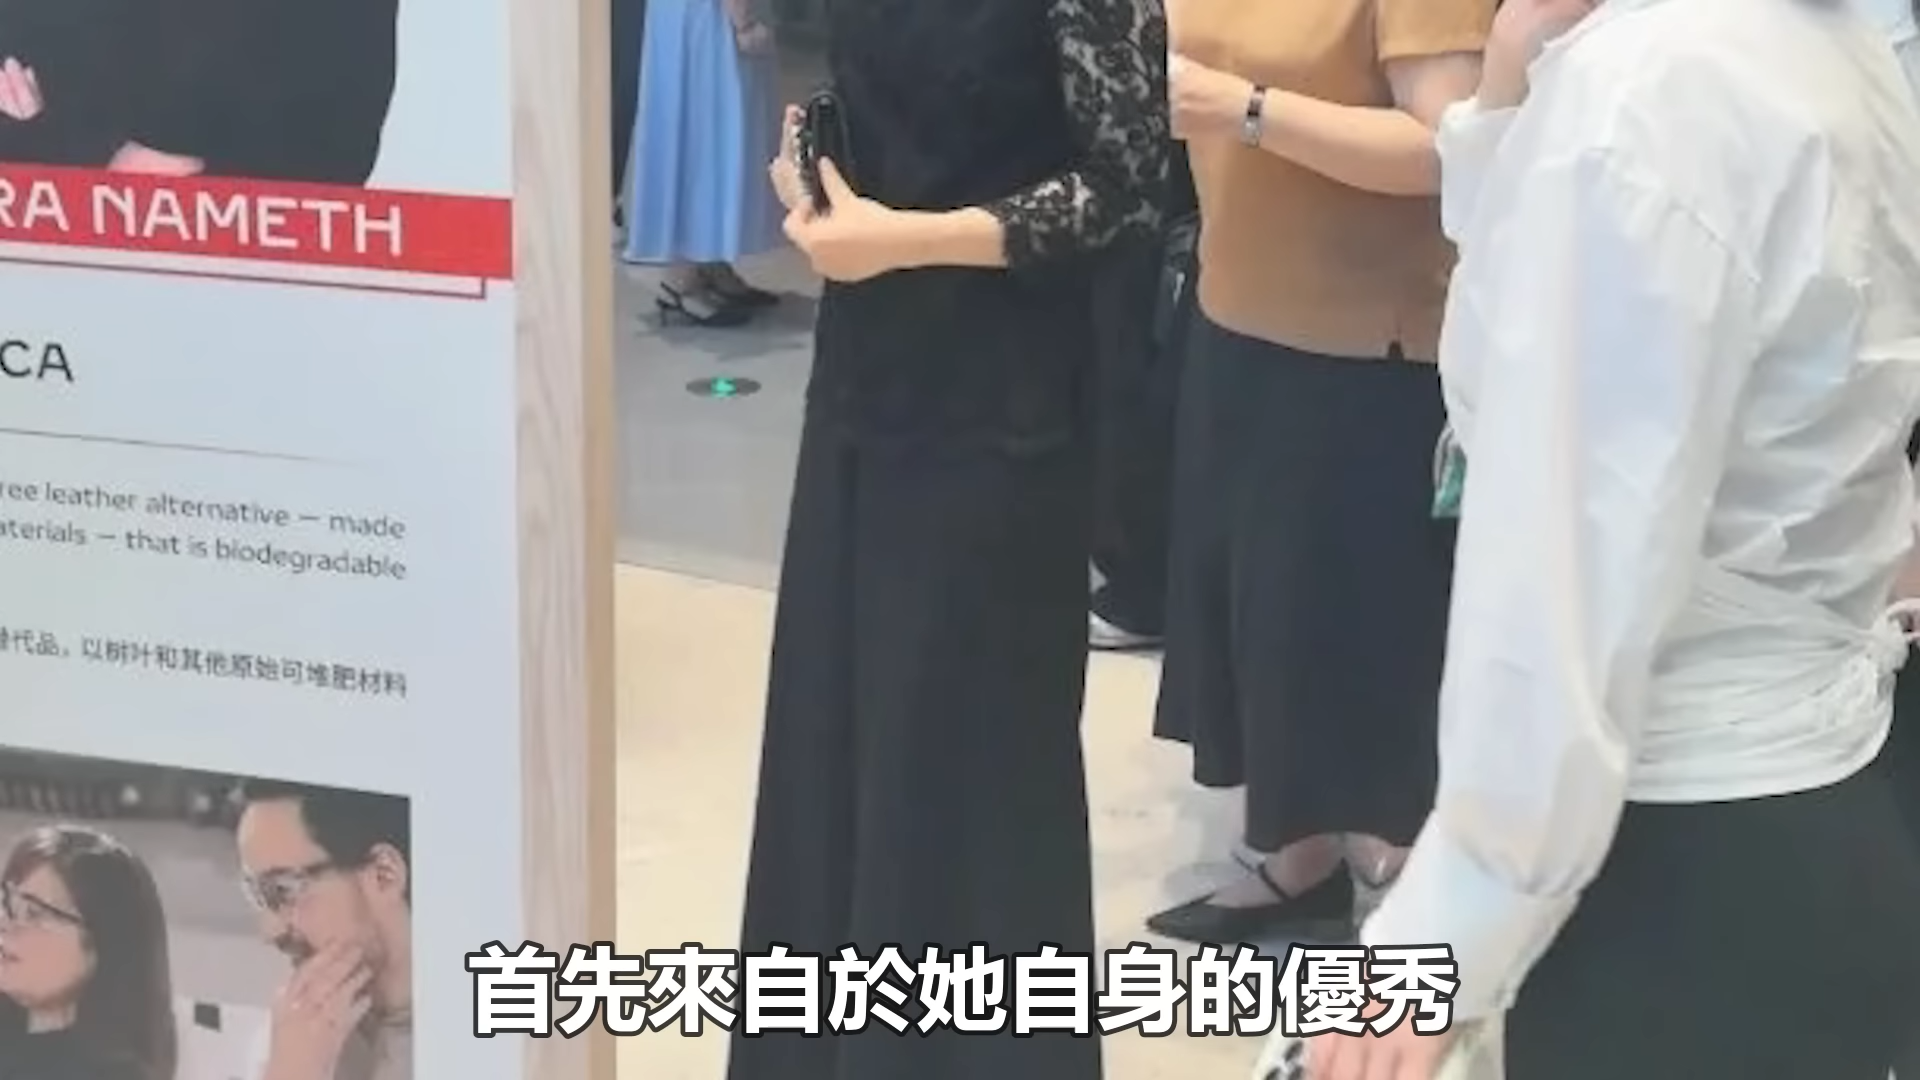 RA NAMETH
CA
ree leather alternative — made
aterials — that is biodegradable
替代品，以树叶和其他原始可堆肥材料
首先來自於她自身的優秀